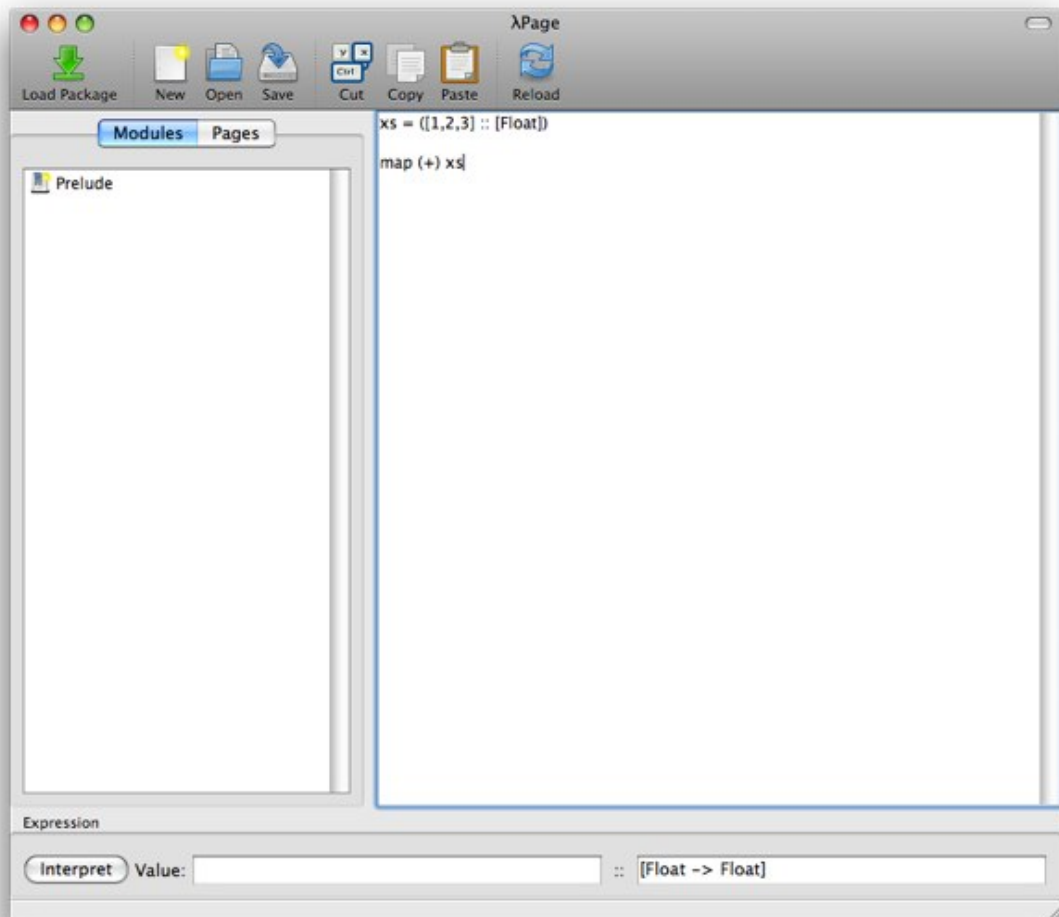 λPage
Load Package New Open Save Cut Copy Paste Reload
y x
Ctrl
Modules Pages
Prelude
xs = ([1,2,3] :: [Float])
map (+) xs
Expression
Interpret Value: :: [Float -> Float]